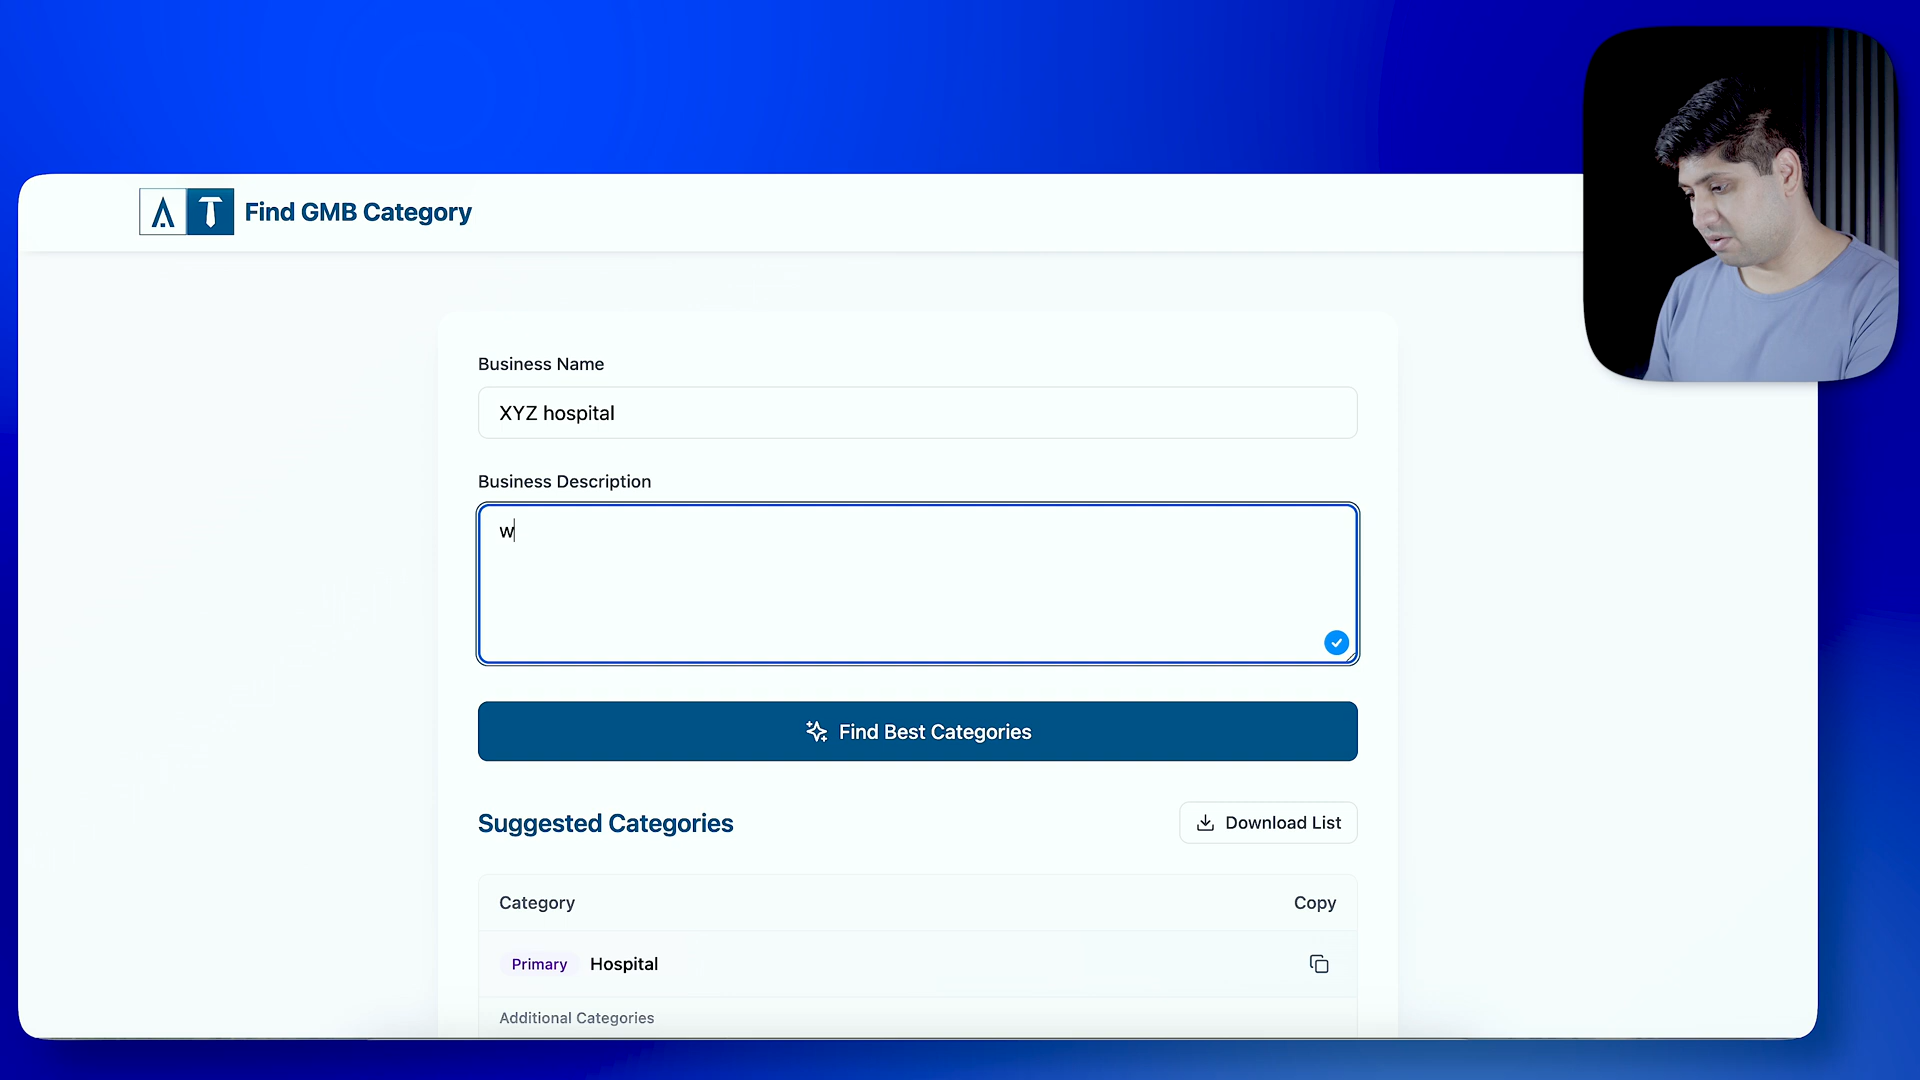 A T Find GMB Category
Business Name
XYZ hospital
Business Description
w
Find Best Categories
Suggested Categories
Download List
Category
Copy
Primary Hospital
Additional Categories